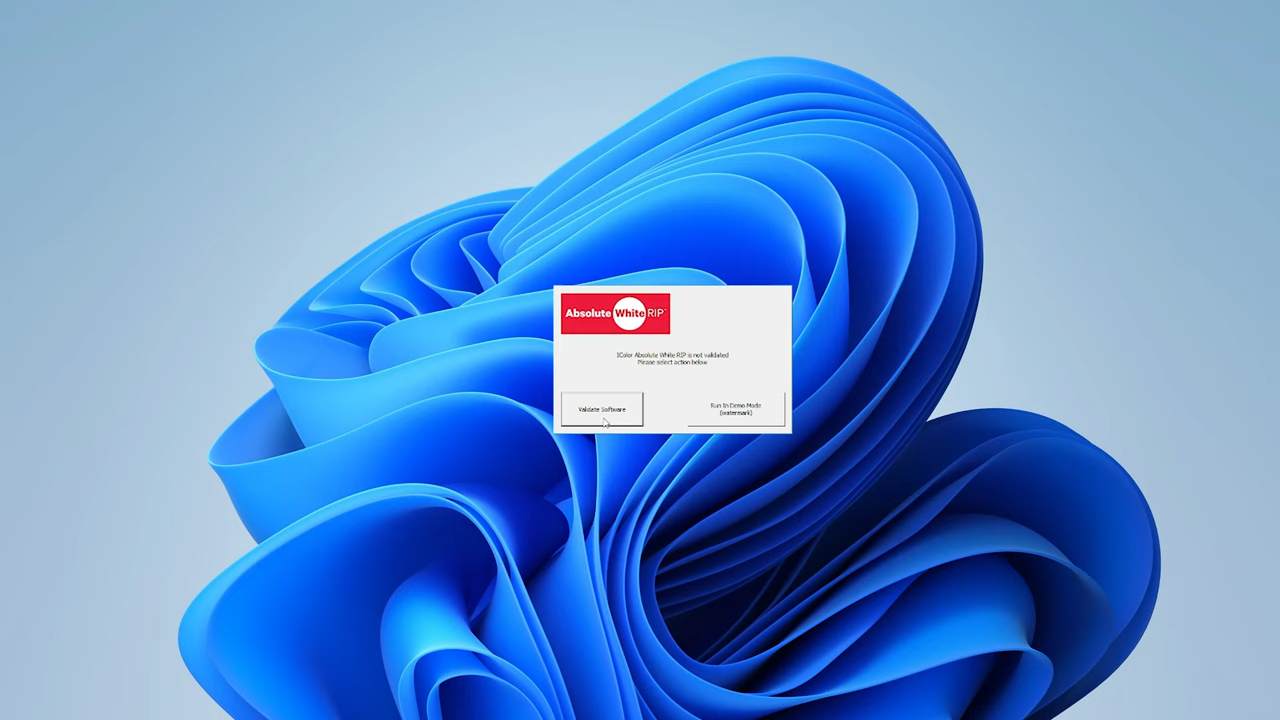 Absolute White RIP™
IColor Absolute White RIP is not validated
Please select action below
Validate Software
Run In Demo Mode
(watermark)